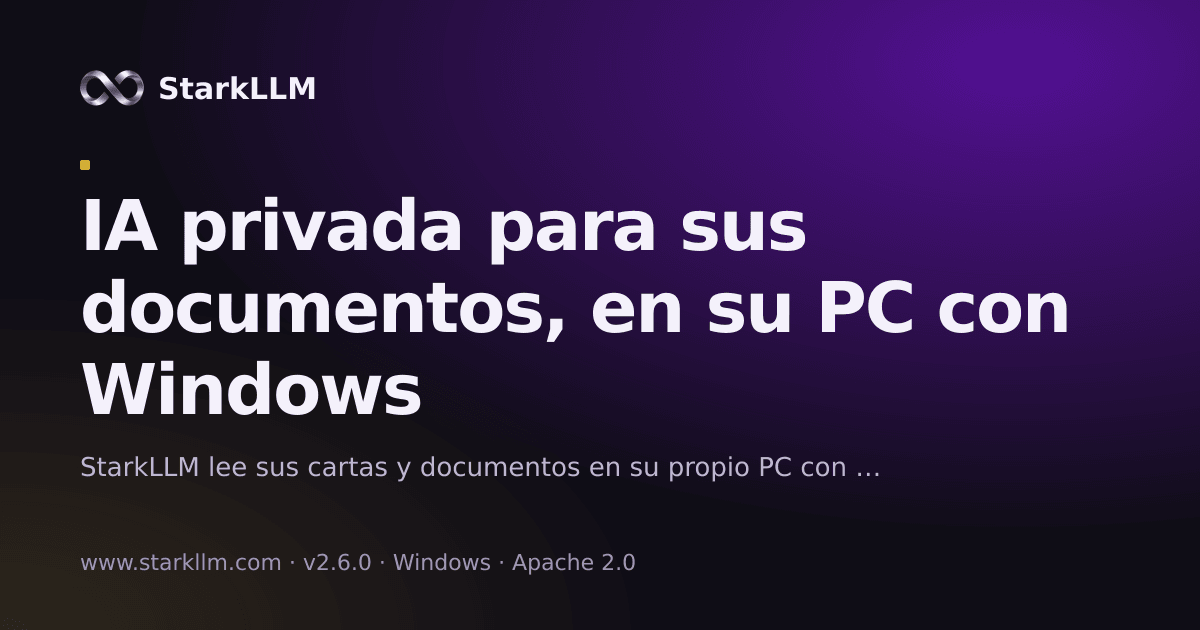 StarkLLM
IA privada para sus
documentos, en su PC con
Windows
StarkLLM lee sus cartas y documentos en su propio PC con …
www.starkllm.com · v2.6.0 · Windows · Apache 2.0